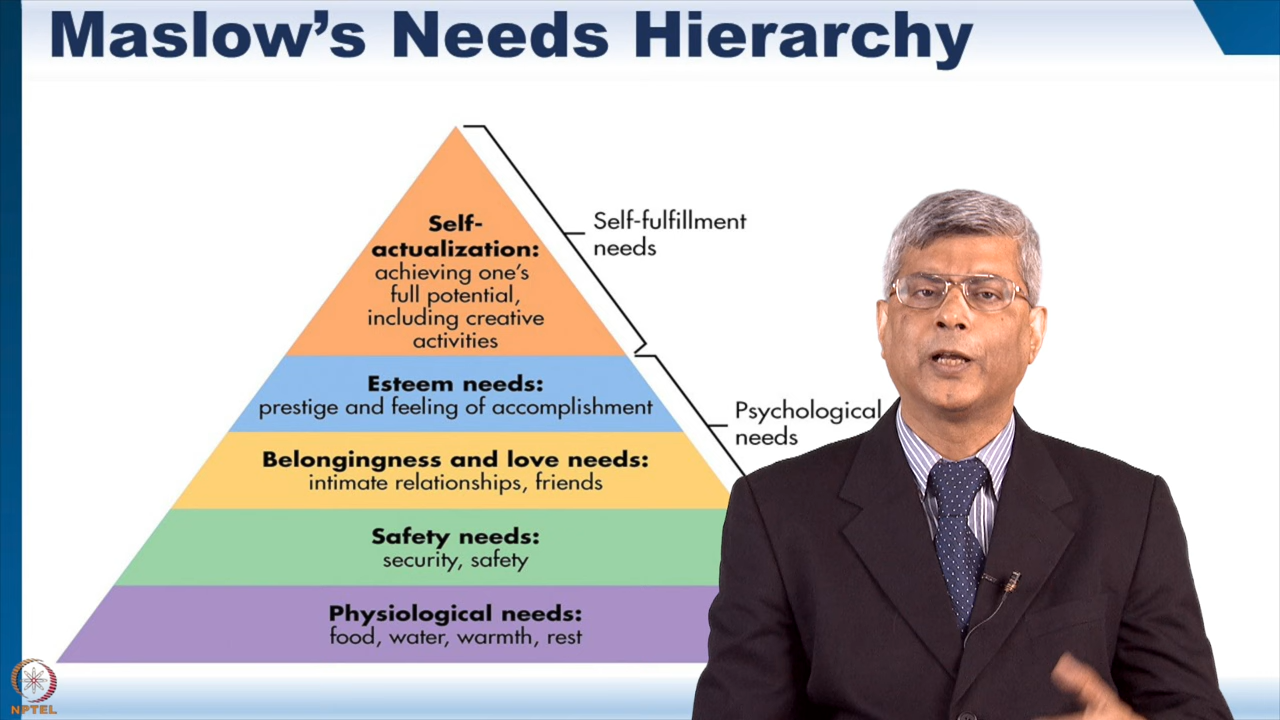 Maslow's Needs Hierarchy
Self-
actualization:
achieving one's
full potential,
including creative
activities
Self-fulfillment
needs
Esteem needs:
prestige and feeling of accomplishment
Psychological
needs
Belongingness and love needs:
intimate relationships, friends
Safety needs:
security, safety
Physiological needs:
food, water, warmth, rest
NPTEL